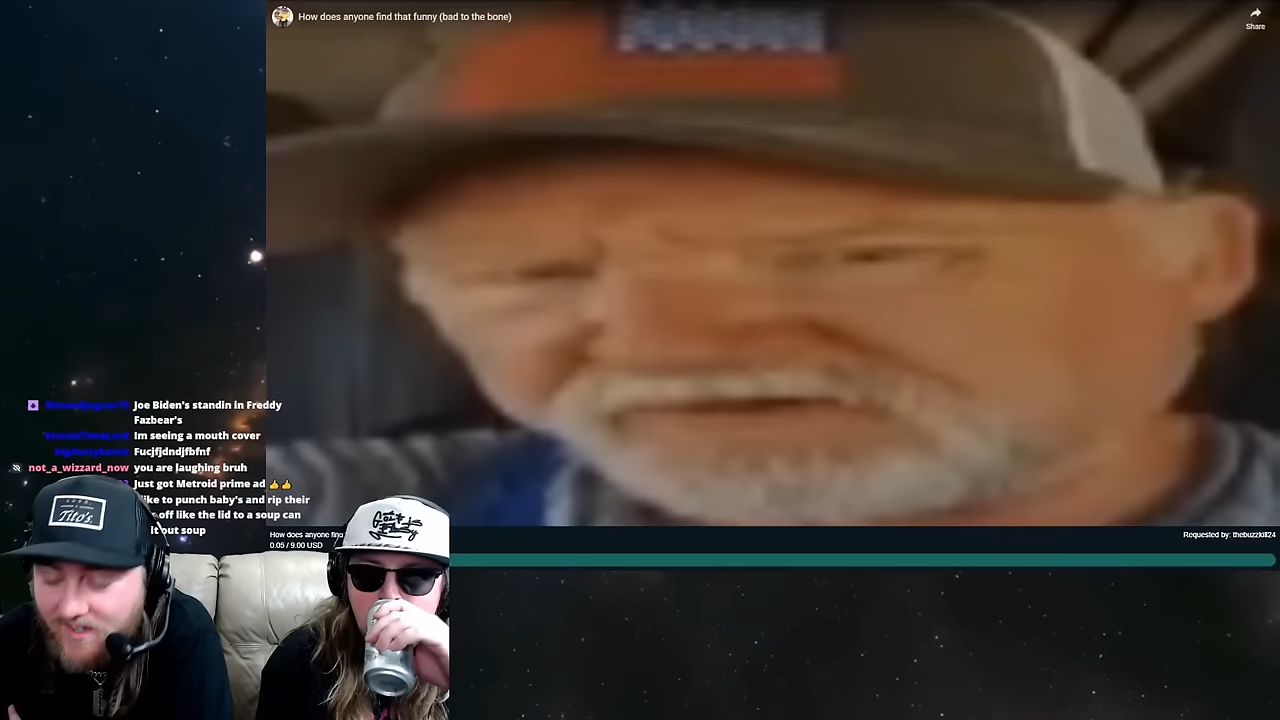 How does anyone find that funny (bad to the bone)
Share
Joe Biden's standin in Freddy
Fazbear's
Im seeing a mouth cover
Fucjfjdndjfbfnf
not_a_wizzard_now you are laughing bruh
Just got Metroid prime ad 👍👍
like to punch baby's and rip their
off like the lid to a soup can
it out soup
How does anyone fin
0.05 / 9.00 USD
Requested by: thebuzzkill24
Tito's